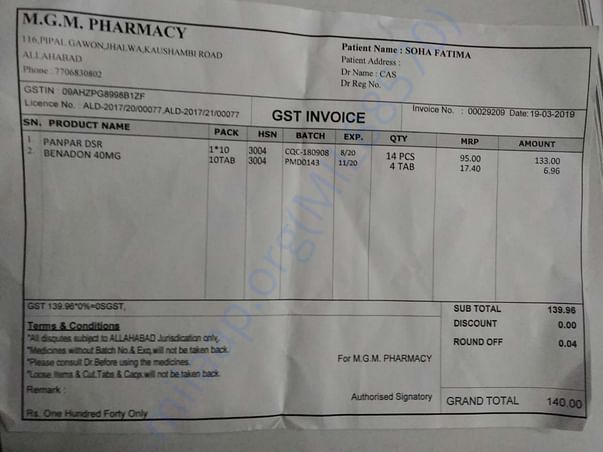 M.G.M. PHARMACY
116,PIPAL GAWON,JHALWA,KAUSHAMBI ROAD
ALLAHABAD
Phone : 7706830802
Patient Name : SOHA FATIMA
Patient Address :
Dr Name : CAS
Dr Reg No.
GSTIN : 09AHZPG8998B1ZF
Licence No. : ALD-2017/20/00077,ALD-2017/21/00077
GST INVOICE
Invoice No. : 00029209 Date: 19-03-2019
SN. PRODUCT NAME PACK HSN BATCH EXP. QTY MRP AMOUNT
1. PANPAR DSR 1*10 3004 CQC-180908 8/20 14 PCS 95.00 133.00
2. BENADON 40MG 10TAB 3004 PMD0143 11/20 4 TAB 17.40 6.96
GST 139.96*0%=0SGST,
SUB TOTAL 139.96
DISCOUNT 0.00
ROUND OFF 0.04
Terms & Conditions
*All disputes subject to ALLAHABAD Jurisdication only.
*Medicines without Batch No.& Exp.will not be taken back.
*Please consult Dr.Before using the medicines.
*Loose Items & Cut Tabs & Caps.will not be taken back.
For M.G.M. PHARMACY
Remark :
Authorised Signatory
GRAND TOTAL 140.00
Rs. One Hundred Forty Only